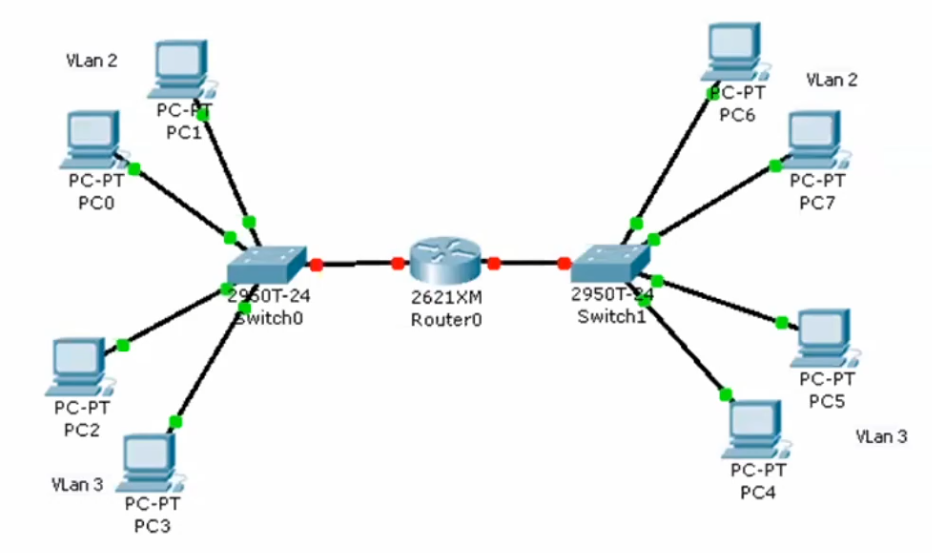 VLan 2
PC-PT
PC1
PC-PT
PC0
2950T-24
Switch0
PC-PT
PC2
VLan 3
PC-PT
PC3
2621XM
Router0
PC-PT
PC6
VLan 2
PC-PT
PC7
2950T-24
Switch1
PC-PT
PC5
VLan 3
PC-PT
PC4